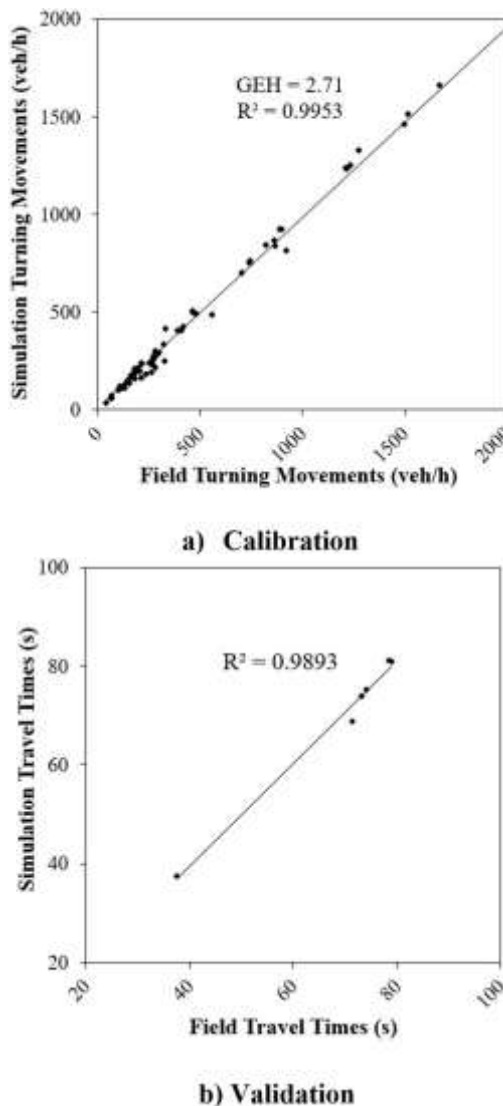 2000
1500
1000
500
0
Simulation Turning Movements (veh/h)
GEH = 2.71
R² = 0.9953
0
500
1000
1500
2000
Field Turning Movements (veh/h)
a) Calibration
100
80
60
40
20
Simulation Travel Times (s)
R² = 0.9893
20
40
60
80
100
Field Travel Times (s)
b) Validation